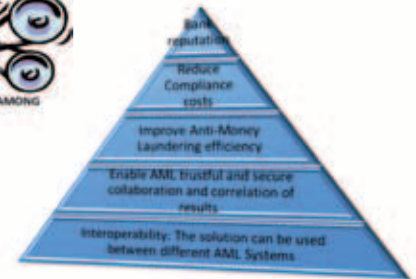 Bank
reputation
Reduce
Compliance
costs
AMONG
Improve Anti-Money
Laundering efficiency
Enable AML trustful and secure
collaboration and correlation of
results
Interoperability: The solution can be used
between different AML Systems